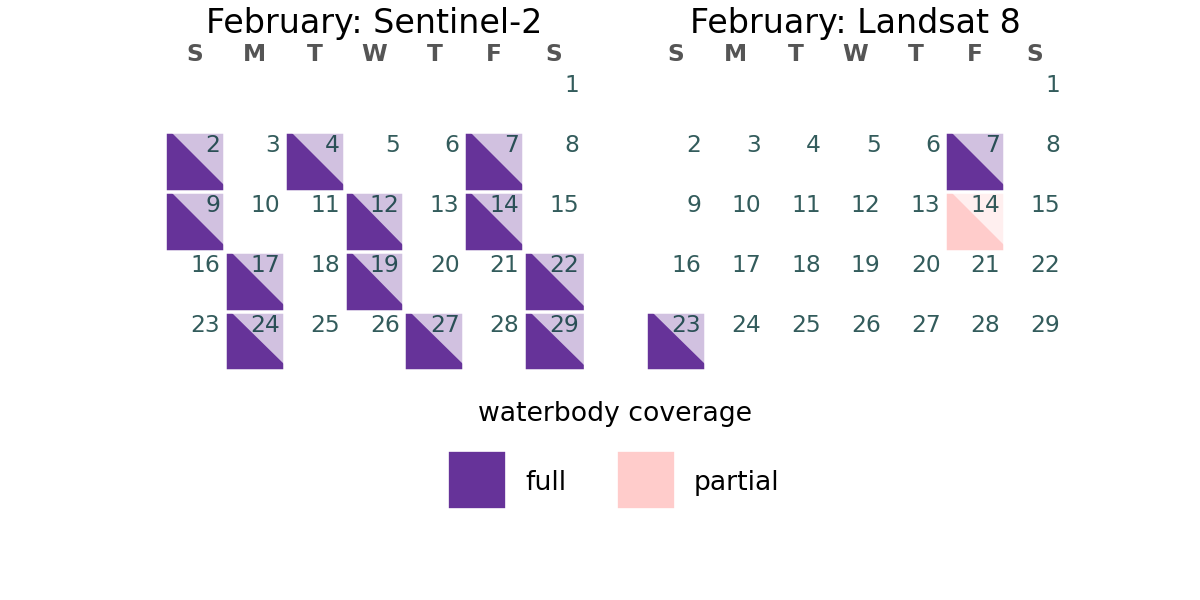 February: Sentinel-2
S M T W T F S
1
2 3 4 5 6 7 8
9 10 11 12 13 14 15
16 17 18 19 20 21 22
23 24 25 26 27 28 29
February: Landsat 8
S M T W T F S
1
2 3 4 5 6 7 8
9 10 11 12 13 14 15
16 17 18 19 20 21 22
23 24 25 26 27 28 29
waterbody coverage
full partial